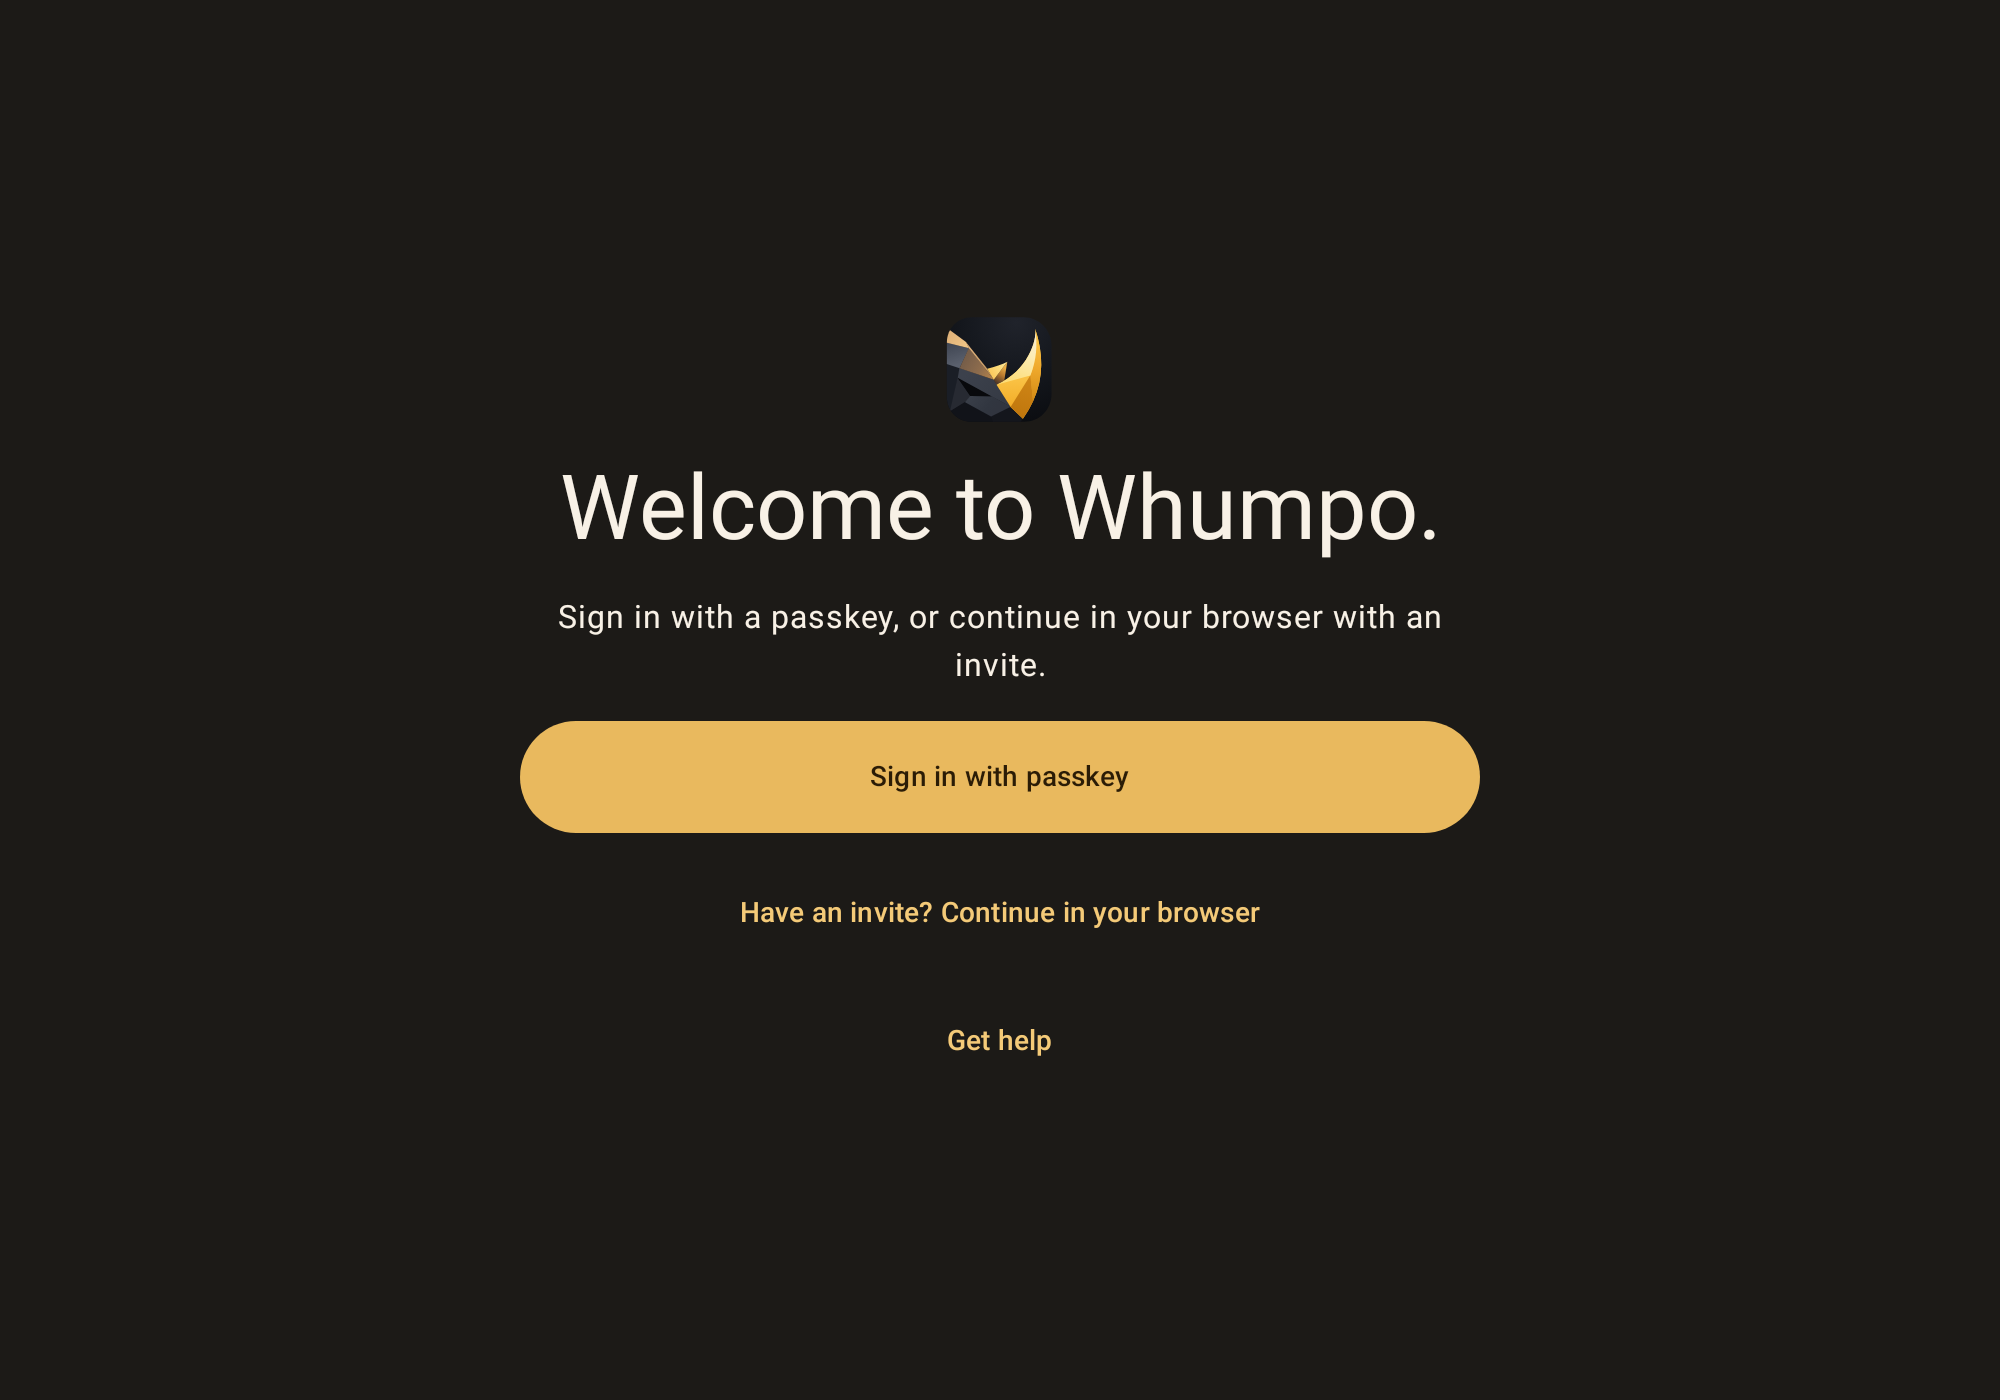 Welcome to Whumpo.
Sign in with a passkey, or continue in your browser with an
invite.
Sign in with passkey
Have an invite? Continue in your browser
Get help